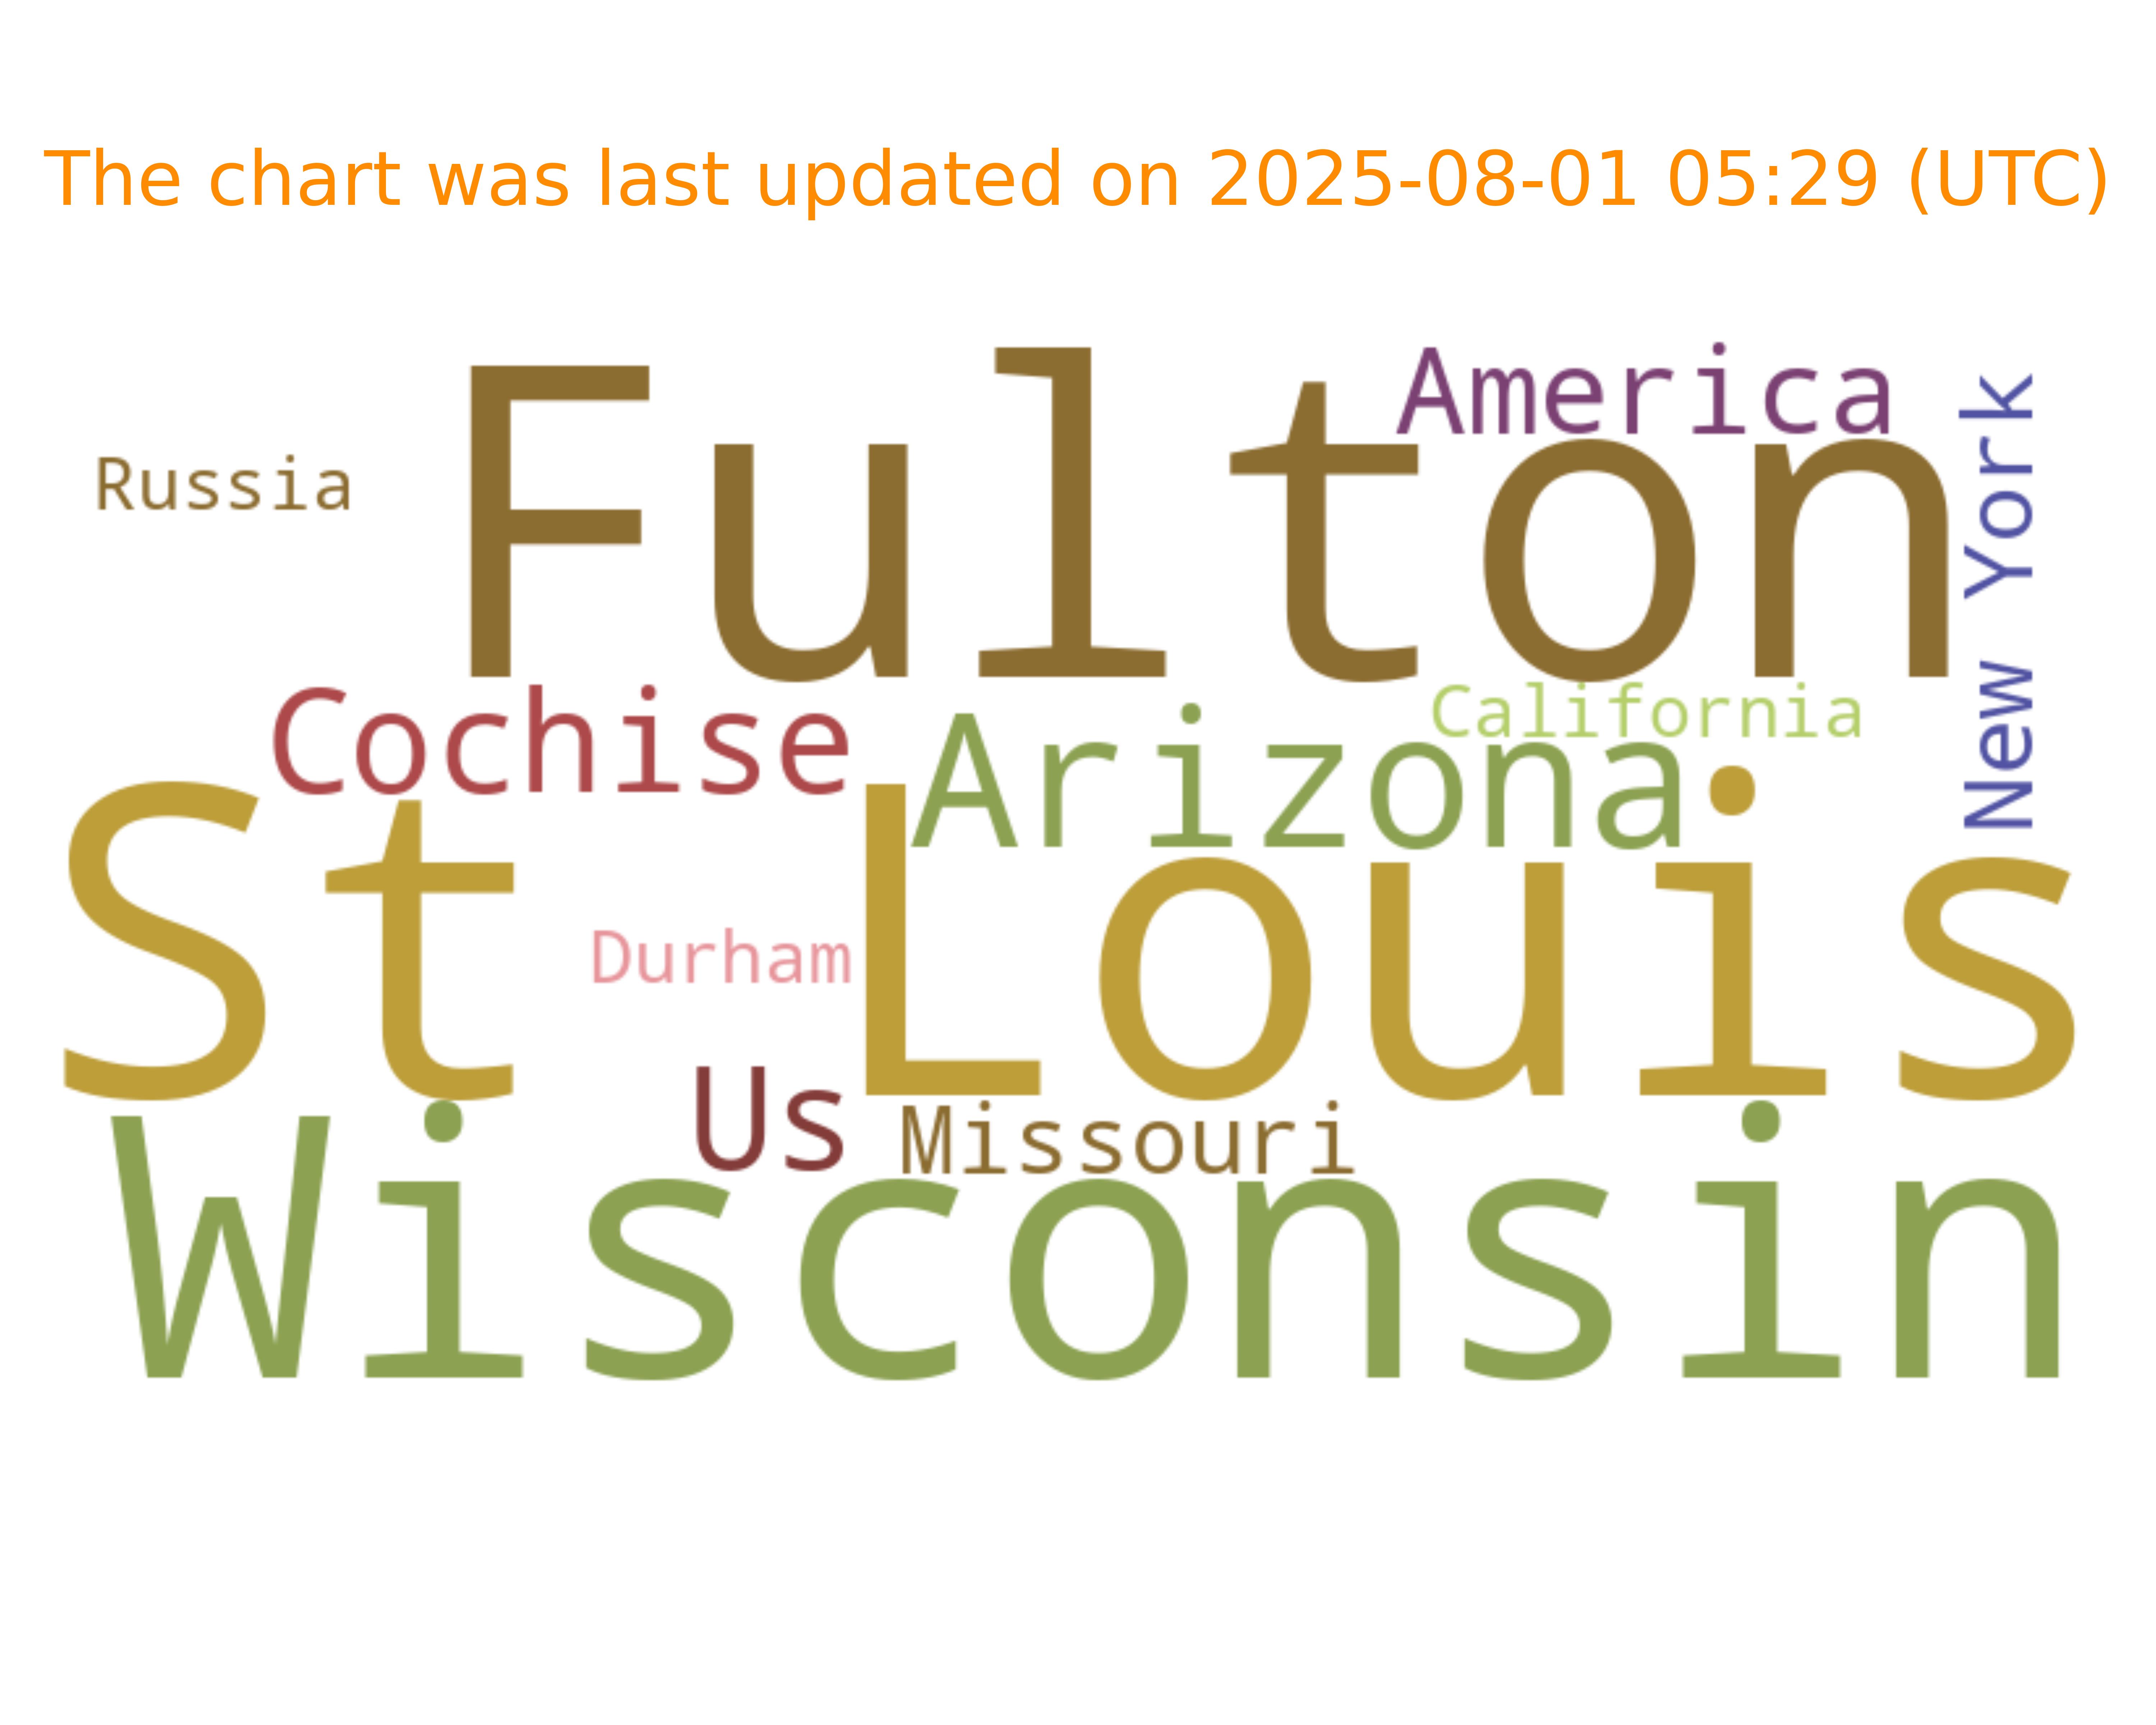 The chart was last updated on 2025-08-01 05:29 (UTC)
America
Russia
Fulton
New York
Cochise
California
Arizona
St Louis
Durham
Us
Missouri
Wisconsin